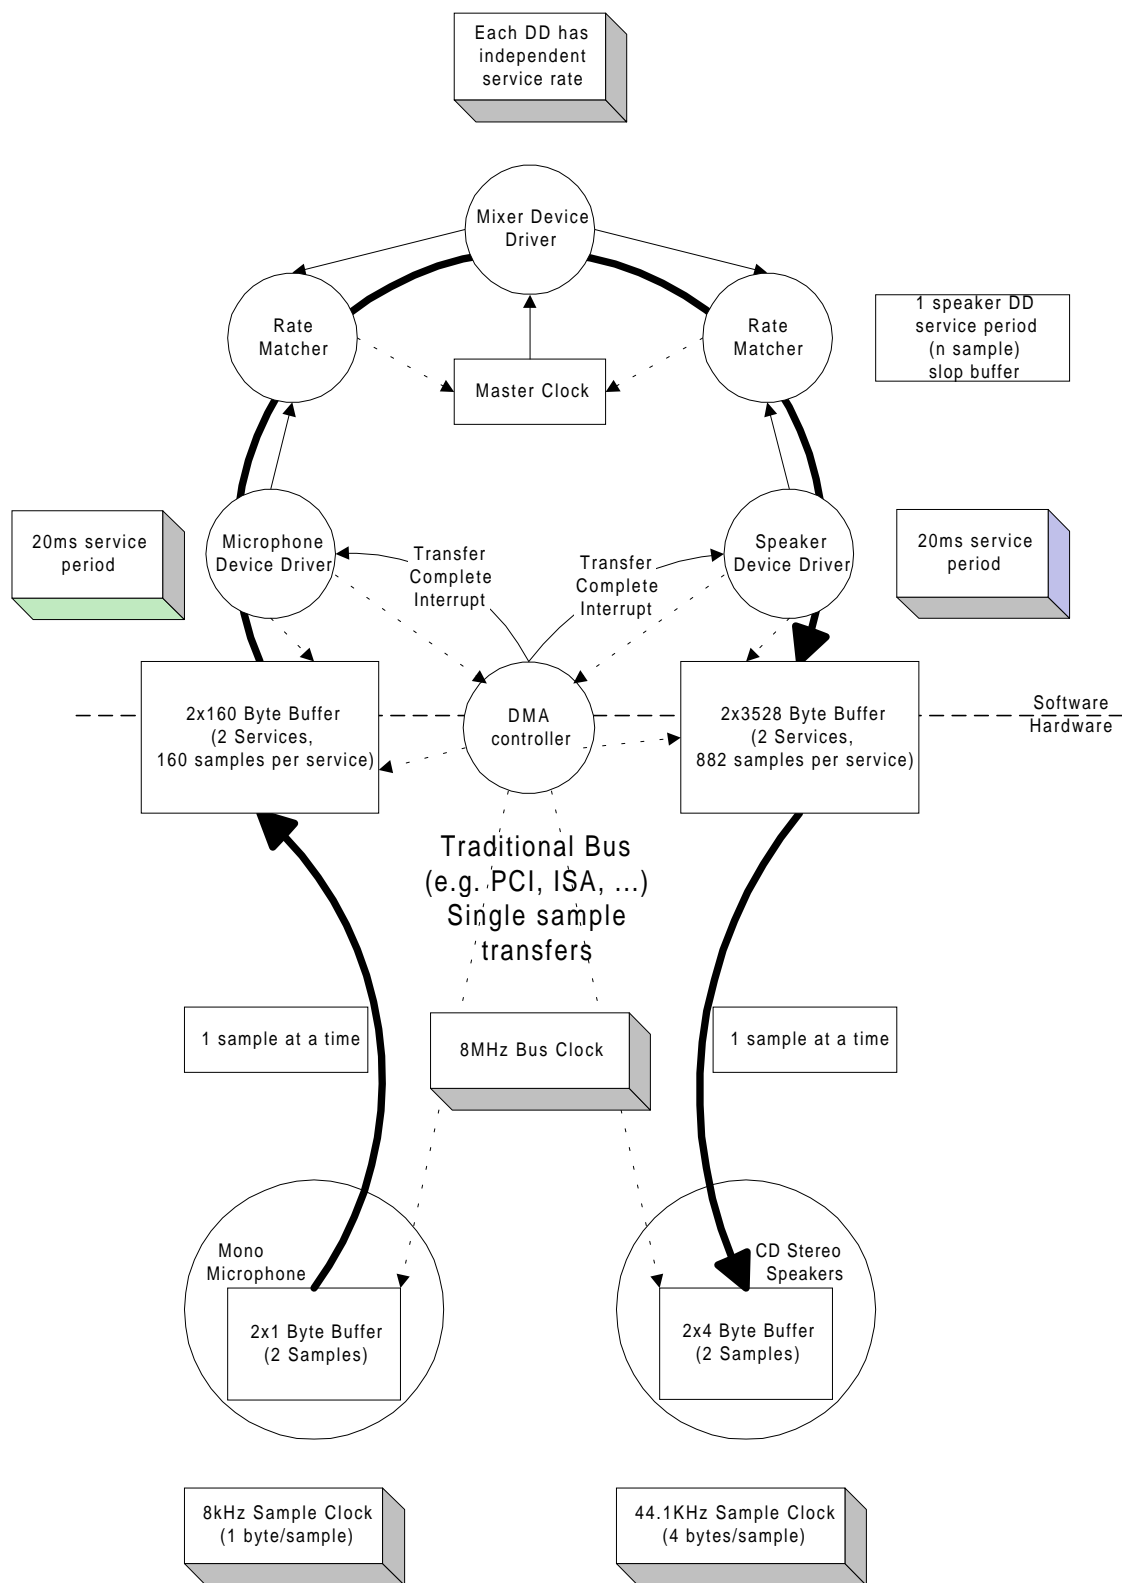 Each DD has
independent
service rate
Mixer Device
Driver
Rate
Matcher
Rate
Matcher
1 speaker DD
service period
(n sample)
slop buffer
Master Clock
20ms service
period
Microphone
Device Driver
Transfer
Complete
Interrupt
Transfer
Complete
Interrupt
Speaker
Device Driver
20ms service
period
2x160 Byte Buffer
(2 Services,
160 samples per service)
DMA
controller
2x3528 Byte Buffer
(2 Services,
882 samples per service)
Software
Hardware
Traditional Bus
(e.g. PCI, ISA, ...)
Single sample
transfers
1 sample at a time
8MHz Bus Clock
1 sample at a time
Mono
Microphone
2x1 Byte Buffer
(2 Samples)
CD Stereo
Speakers
2x4 Byte Buffer
(2 Samples)
8kHz Sample Clock
(1 byte/sample)
44.1KHz Sample Clock
(4 bytes/sample)